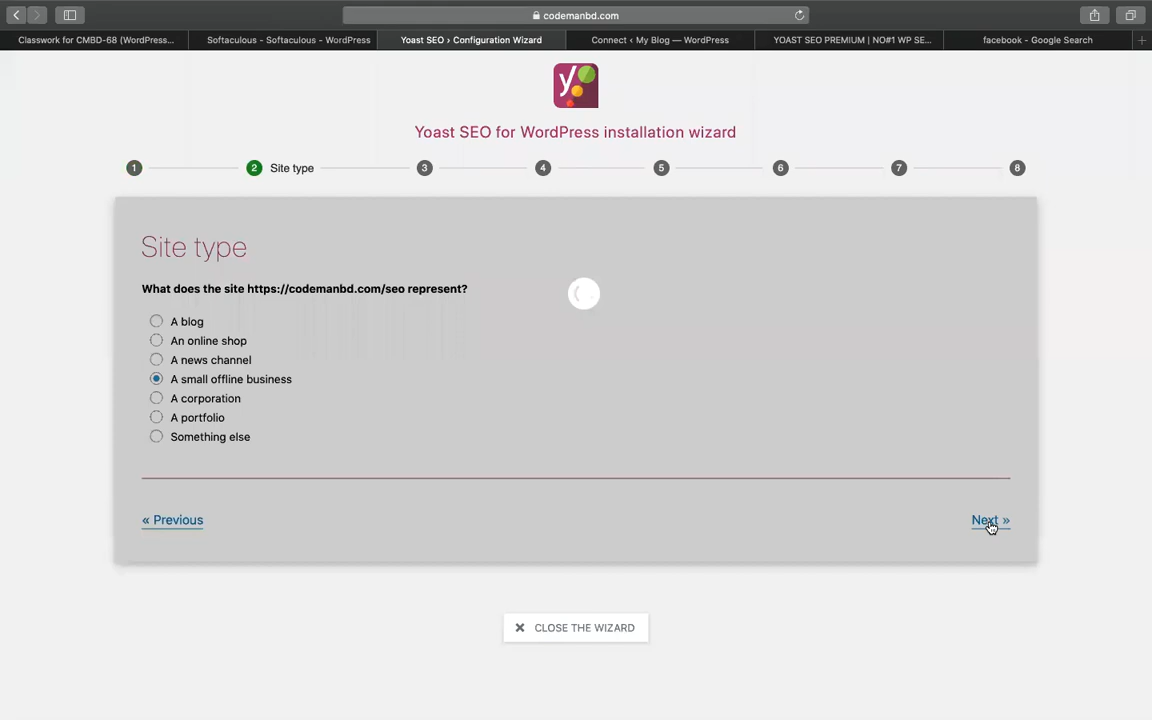 codemanbd.com
Classwork for CMBD-68 (WordPress...
Softaculous - Softaculous - WordPress
Yoast SEO › Configuration Wizard
Connect ‹ My Blog — WordPress
YOAST SEO PREMIUM | NO#1 WP SE...
facebook - Google Search
y
Yoast SEO for WordPress installation wizard
1
2 Site type
3
4
5
6
7
8
Site type
What does the site https://codemanbd.com/seo represent?
A blog
An online shop
A news channel
A small offline business
A corporation
A portfolio
Something else
« Previous
Next »
CLOSE THE WIZARD